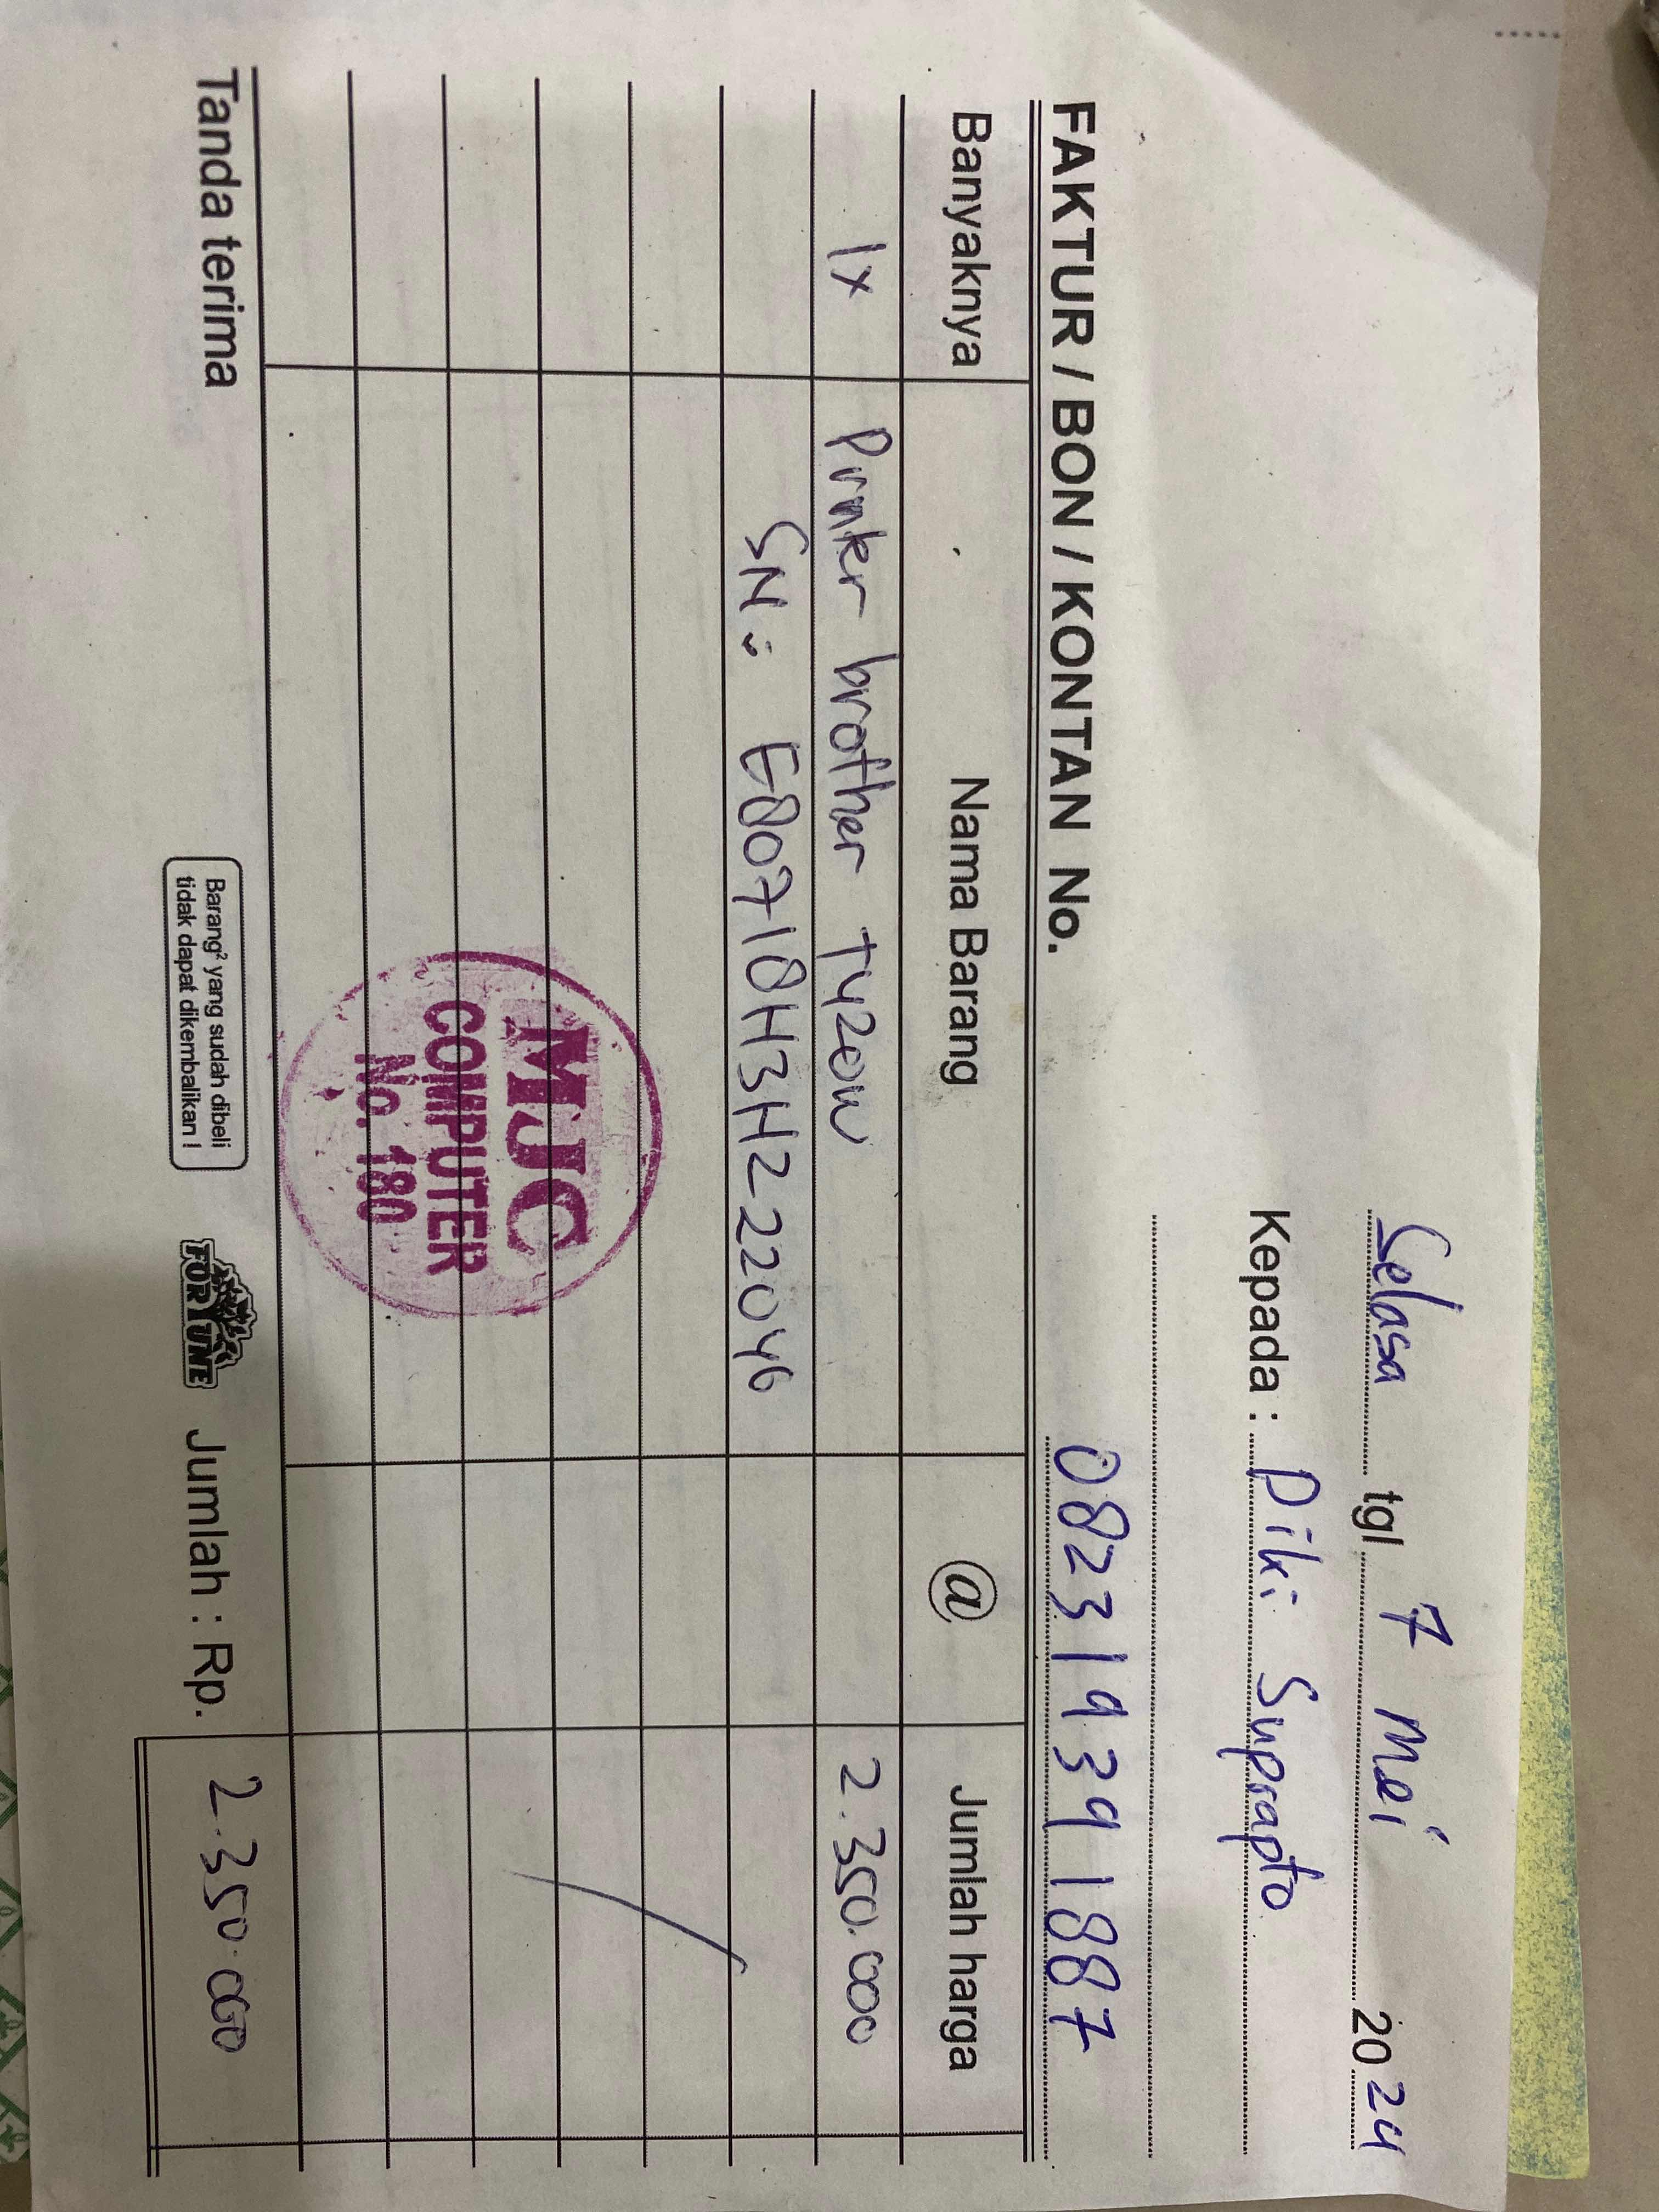 Selasa tgl 7 Mei 2024
Kepada : Diki Suprapto
082319391887
FAKTUR / BON / KONTAN No.
Banyaknya Nama Barang @ Jumlah harga
1x Printer brother T420W 2.350.000
SN : E80718H3H222046
MJC
COMPUTER
No. 180
Tanda terima
Barang² yang sudah dibeli
tidak dapat dikembalikan !
FORTUNE
Jumlah : Rp. 2.350.000